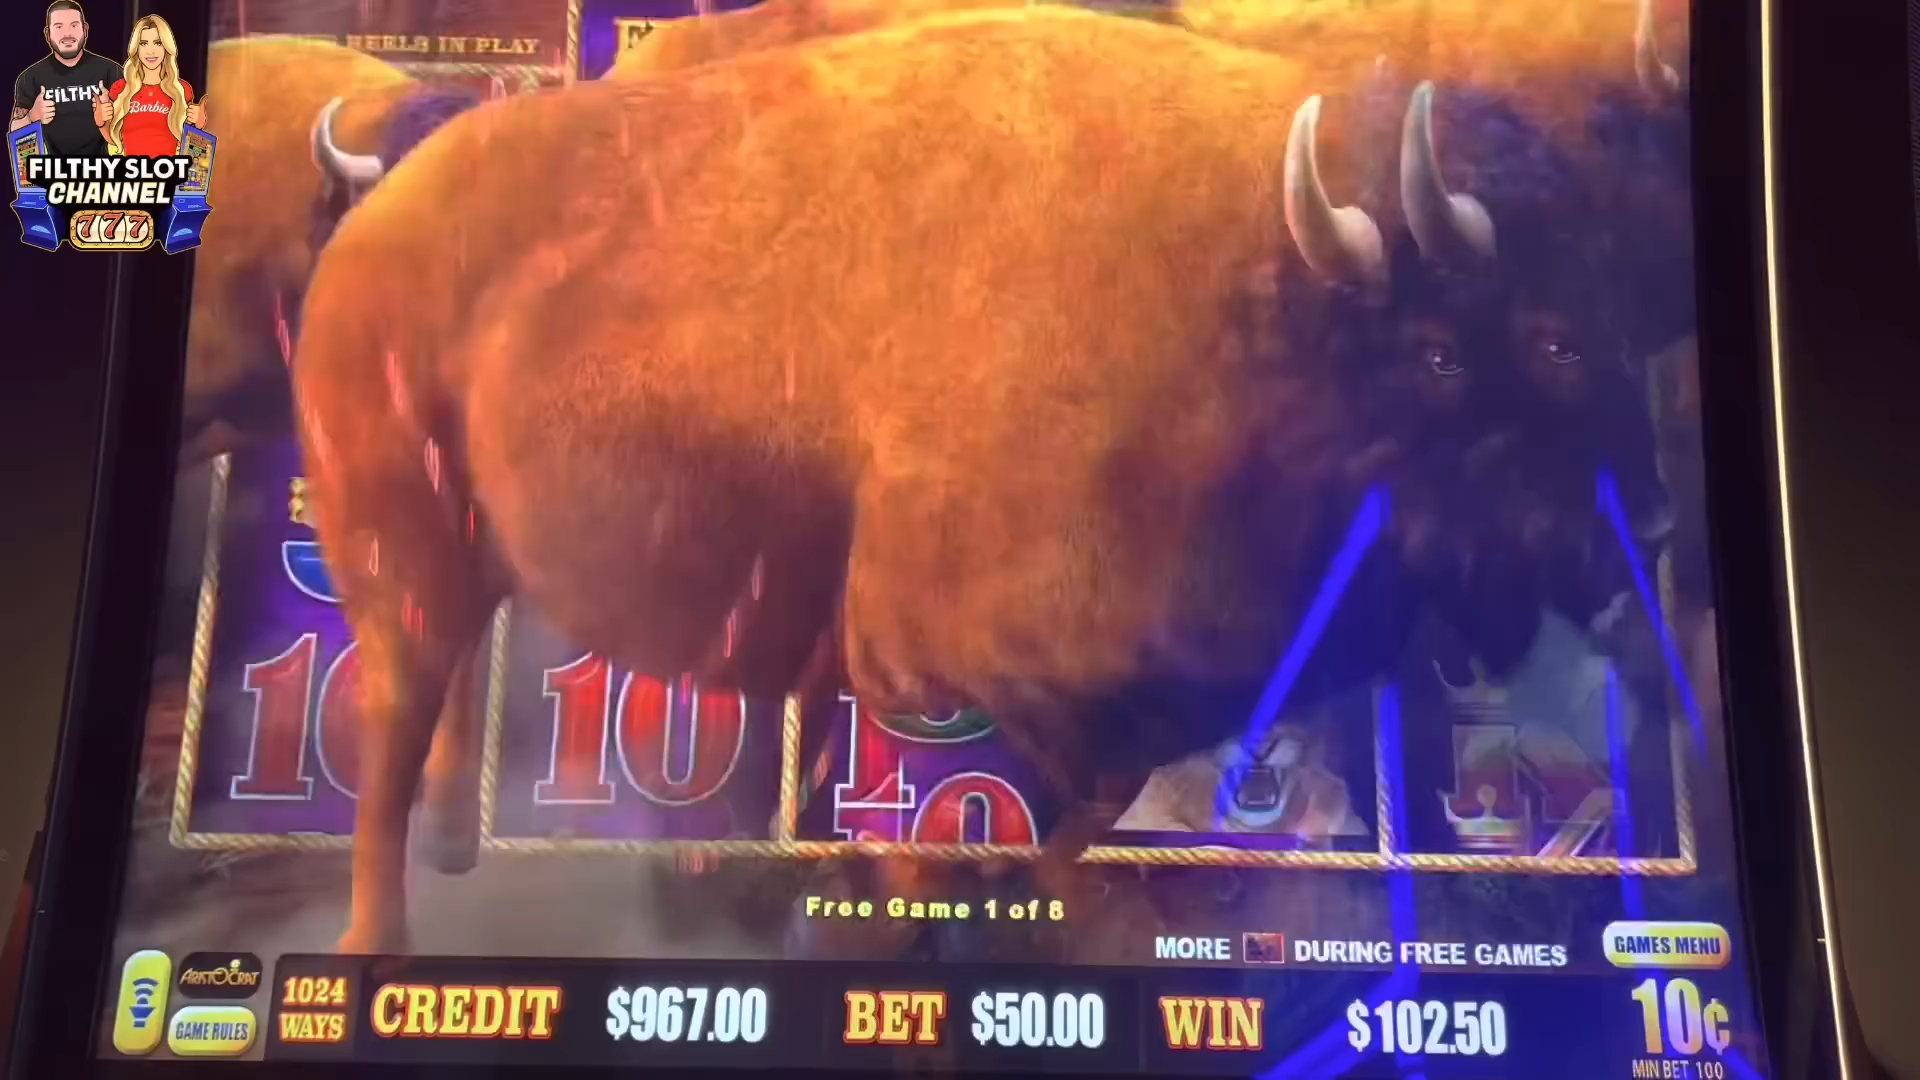 REELS IN PLAY
FILTHY
Barbie
FILTHY SLOT
CHANNEL
777
10
10
10
Free Game 1 of 8
MORE DURING FREE GAMES
GAMES MENU
ARISTOCRAT
GAME RULES
1024
WAYS
CREDIT $967.00 BET $50.00 WIN $102.50
10¢
MIN BET 100